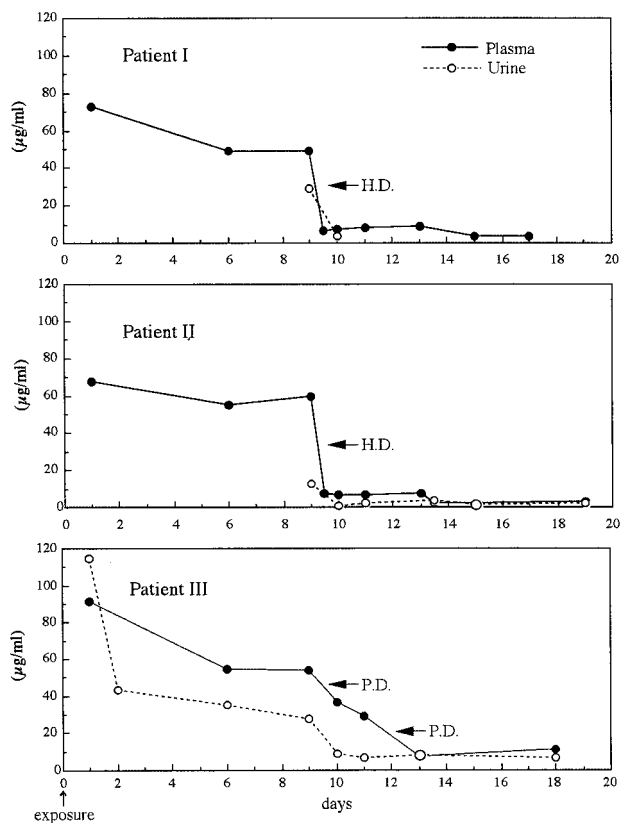 120
Patient I
Plasma
Urine
100
80
(μg/ml)
60
40
H.D.
20
0
0 2 4 6 8 10 12 14 16 18 20
120
Patient II
100
80
(μg/ml)
60
40
H.D.
20
0
0 2 4 6 8 10 12 14 16 18 20
120
Patient III
100
80
(μg/ml)
60
P.D.
40
P.D.
20
0
0 2 4 6 8 10 12 14 16 18 20
days
exposure